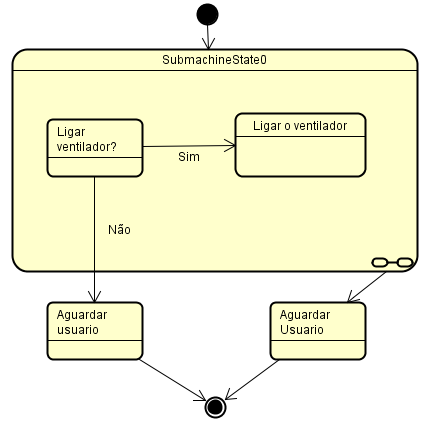 SubmachineState0
Ligar
ventilador?
Ligar o ventilador
Sim
Não
Aguardar
usuario
Aguardar
Usuario